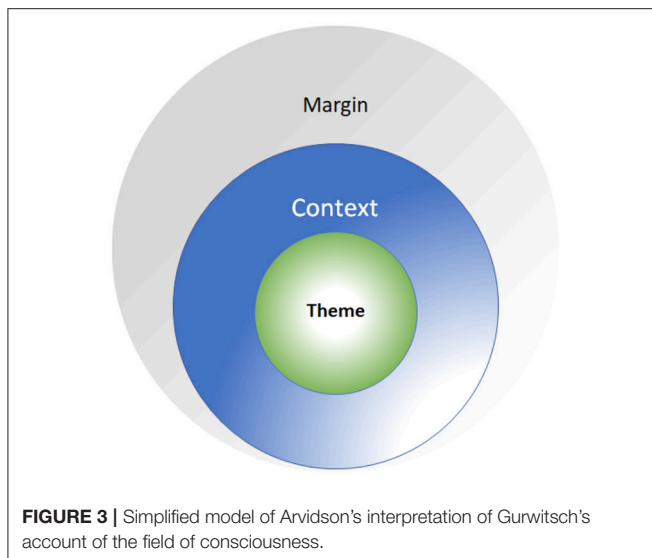 Margin
Context
Theme
FIGURE 3 | Simplified model of Arvidson’s interpretation of Gurwitsch’s
account of the field of consciousness.